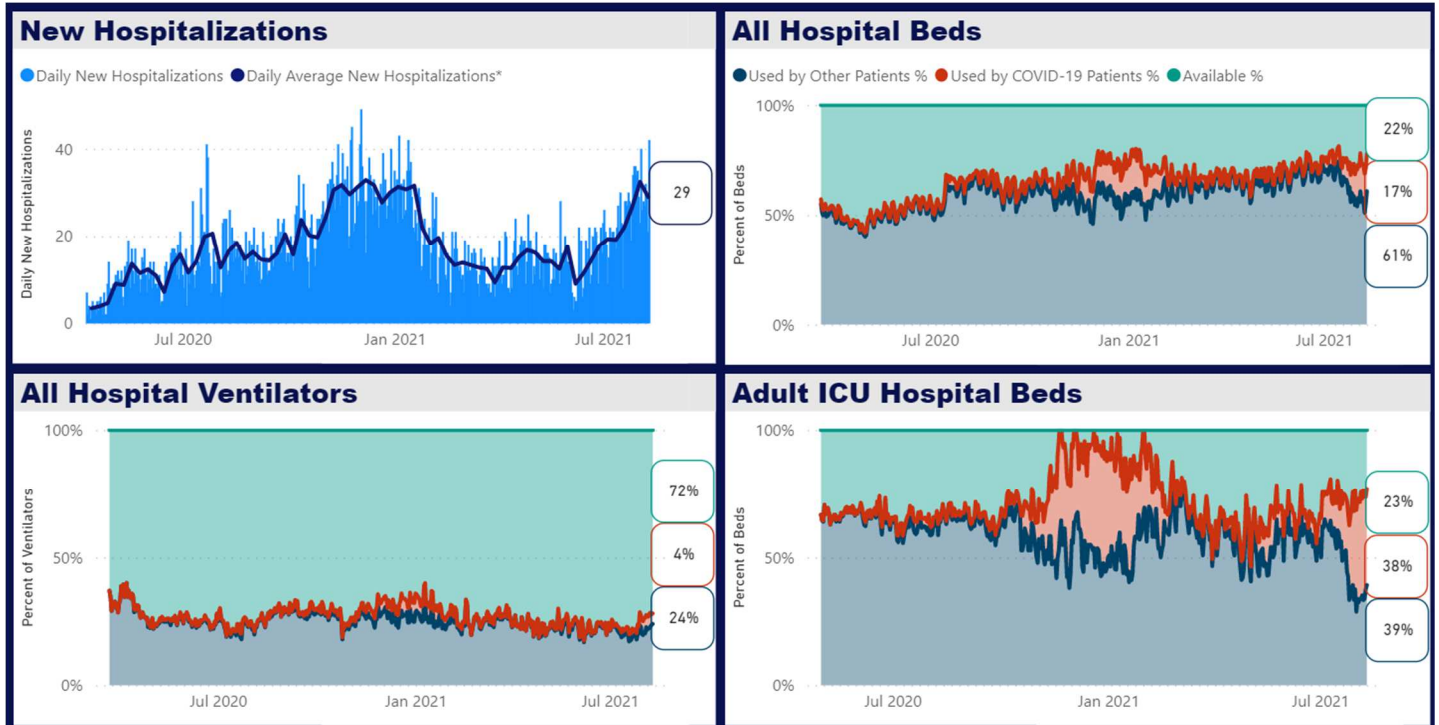 New Hospitalizations
Daily New Hospitalizations Daily Average New Hospitalizations*
Daily New Hospitalizations
40
20
0
29
Jul 2020 Jan 2021 Jul 2021
All Hospital Beds
Used by Other Patients % Used by COVID-19 Patients % Available %
Percent of Beds
100%
50%
0%
22%
17%
61%
Jul 2020 Jan 2021 Jul 2021
All Hospital Ventilators
Percent of Ventilators
100%
50%
0%
72%
4%
24%
Jul 2020 Jan 2021 Jul 2021
Adult ICU Hospital Beds
Percent of Beds
100%
50%
0%
23%
38%
39%
Jul 2020 Jan 2021 Jul 2021